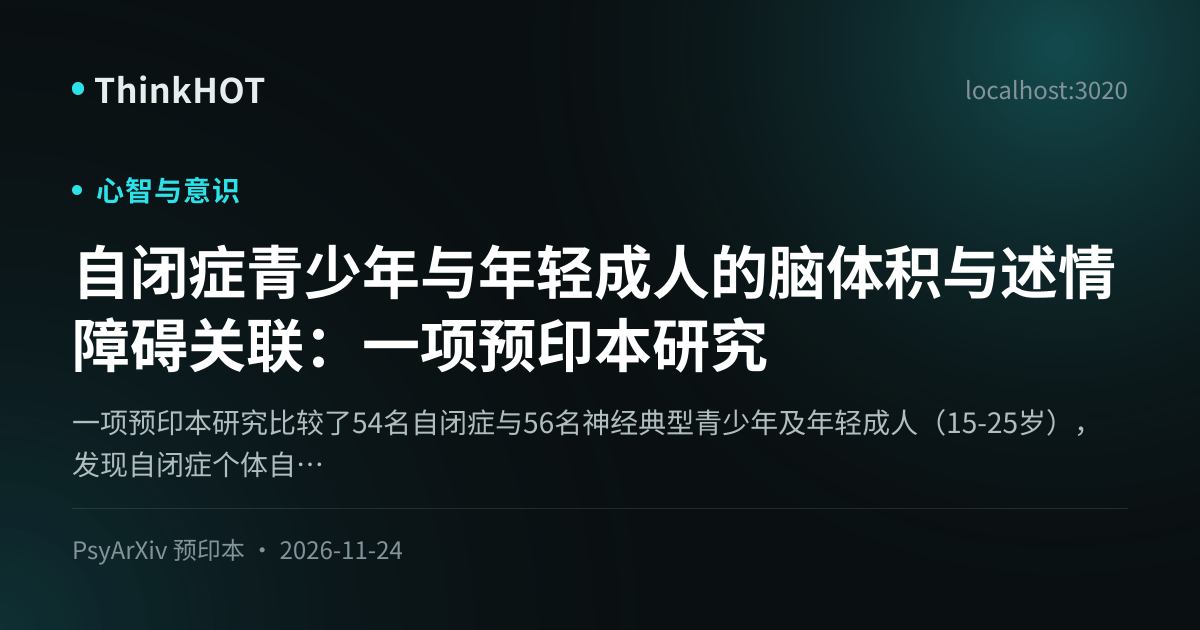 ThinkHOT
localhost:3020
心智与意识
自闭症青少年与年轻成人的脑体积与述情
障碍关联：一项预印本研究
一项预印本研究比较了54名自闭症与56名神经典型青少年及年轻成人（15-25岁），
发现自闭症个体自…
PsyArXiv 预印本 · 2026-11-24